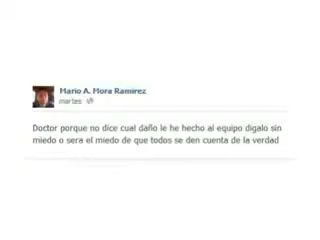 Mario A. Mora Ramirez
martes
Doctor porque no dice cual daño le he hecho al equipo digalo sin
miedo o sera el miedo de que todos se den cuenta de la verdad